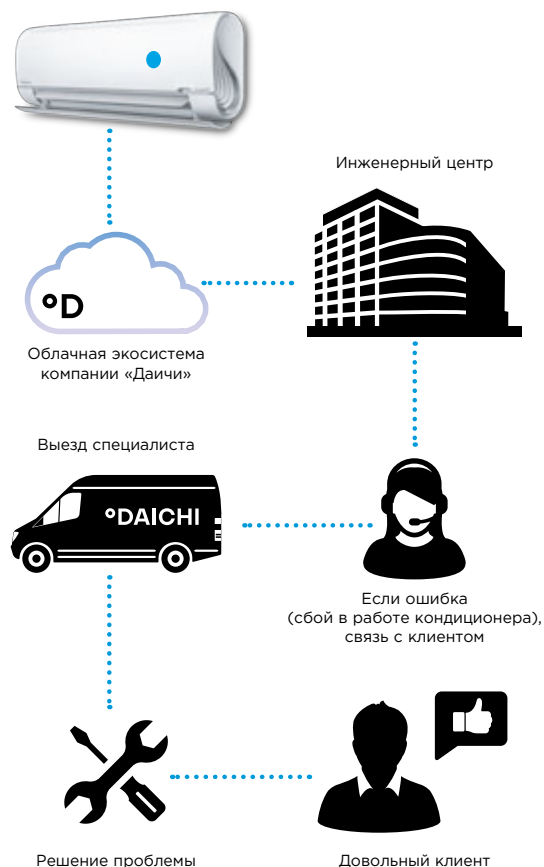 Инженерный центр
°D
Облачная экосистема
компании «Даичи»
Выезд специалиста
°DAICHI
Если ошибка
(сбой в работе кондиционера),
связь с клиентом
Решение проблемы
Довольный клиент